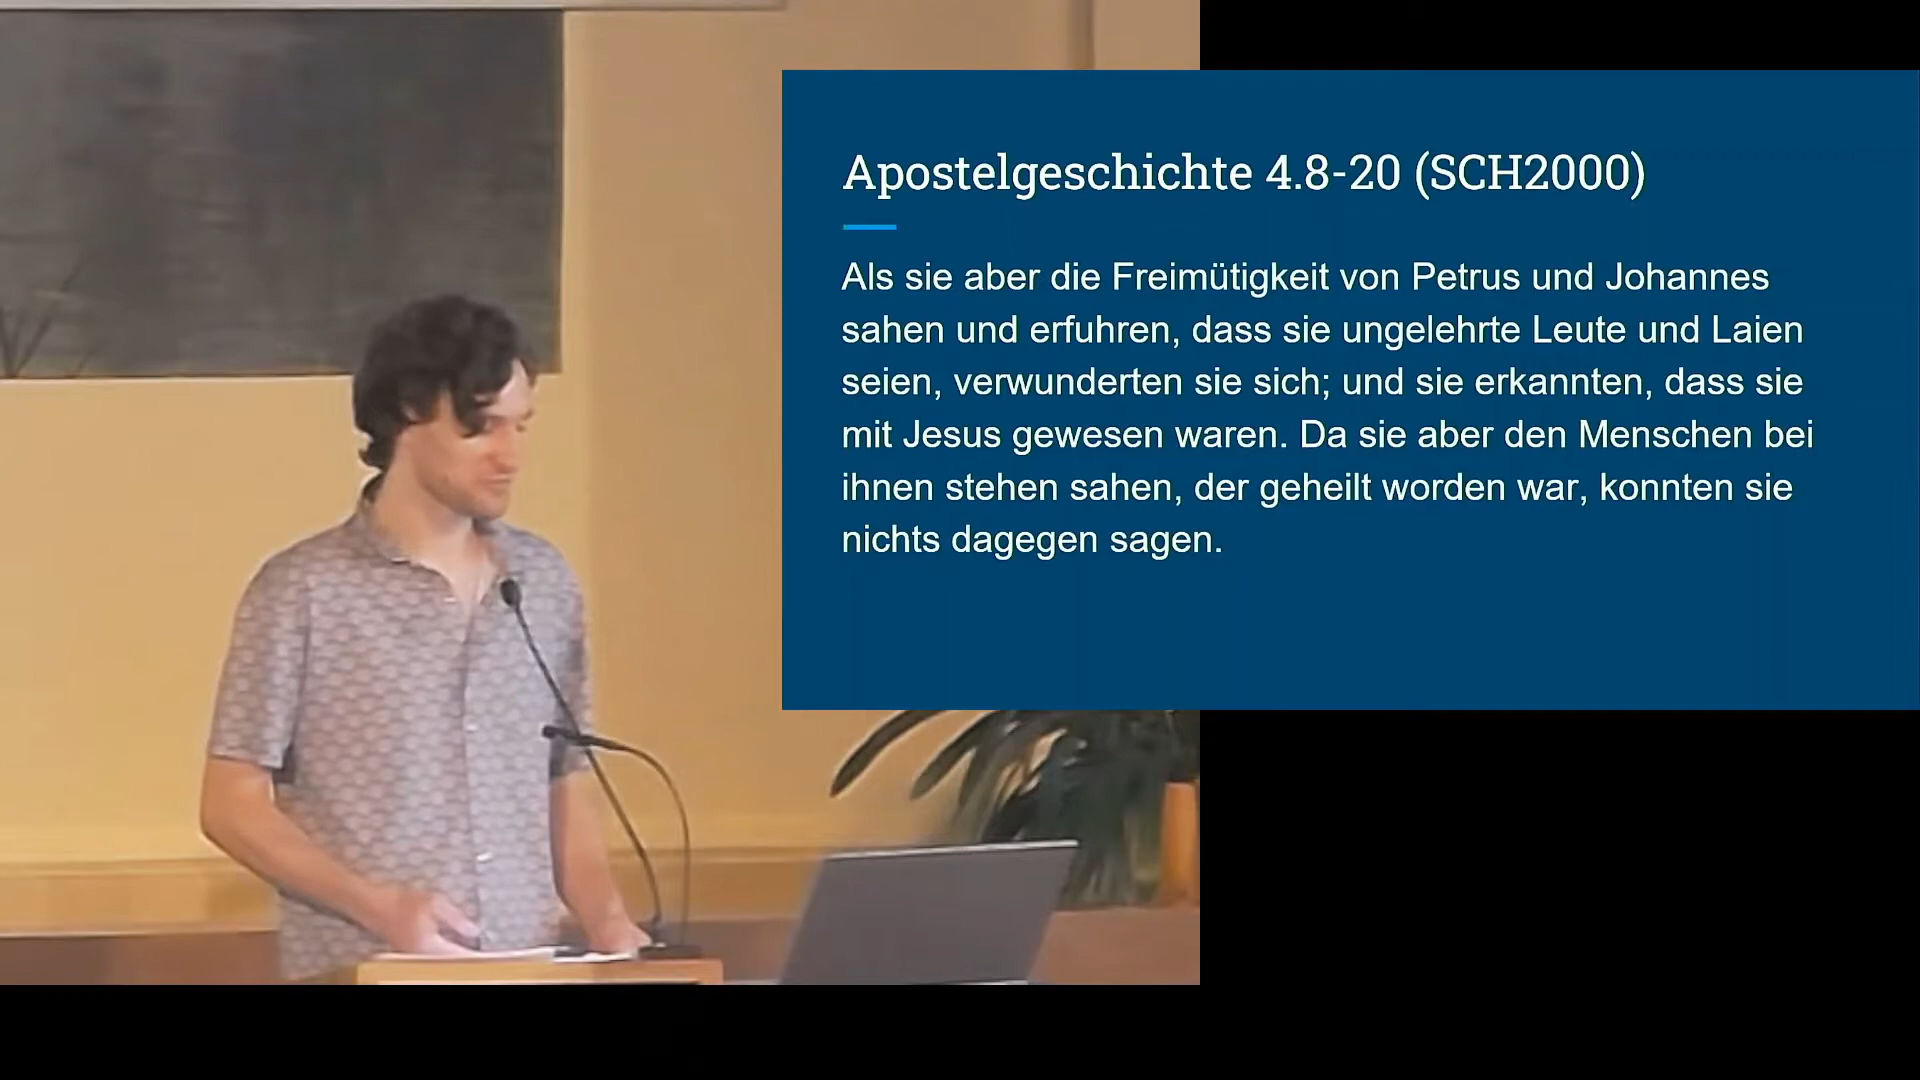 Apostelgeschichte 4.8-20 (SCH2000)
Als sie aber die Freimütigkeit von Petrus und Johannes
sahen und erfuhren, dass sie ungelehrte Leute und Laien
seien, verwunderten sie sich; und sie erkannten, dass sie
mit Jesus gewesen waren. Da sie aber den Menschen bei
ihnen stehen sahen, der geheilt worden war, konnten sie
nichts dagegen sagen.